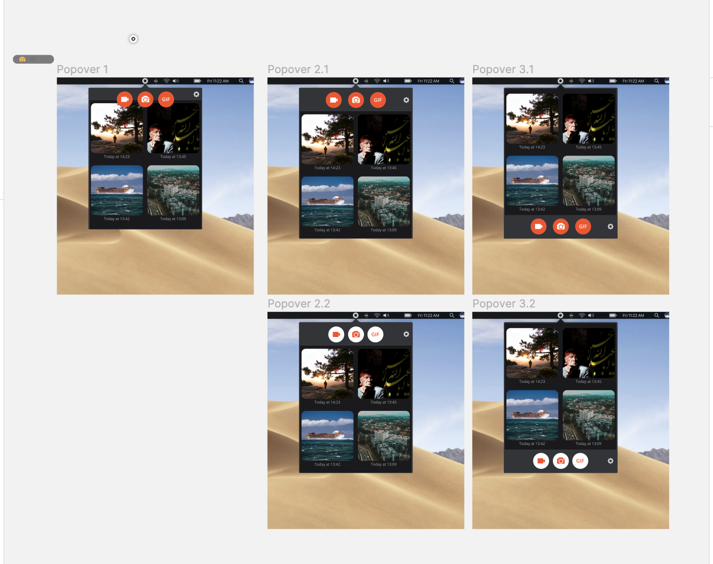 Popover 1
Popover 2.1
Popover 3.1
Fri 11:22 AM
Fri 11:22 AM
Fri 11:22 AM
GIF
GIF
Today at 14:23
Today at 13:45
Today at 14:23
Today at 13:45
Today at 14:23
Today at 13:45
Today at 13:42
Today at 13:09
Today at 13:42
Today at 13:09
Today at 13:42
Today at 13:09
GIF
Popover 2.2
Popover 3.2
Fri 11:22 AM
Fri 11:22 AM
GIF
Today at 14:23
Today at 13:45
Today at 14:23
Today at 13:45
Today at 13:42
Today at 13:09
Today at 13:42
Today at 13:09
GIF